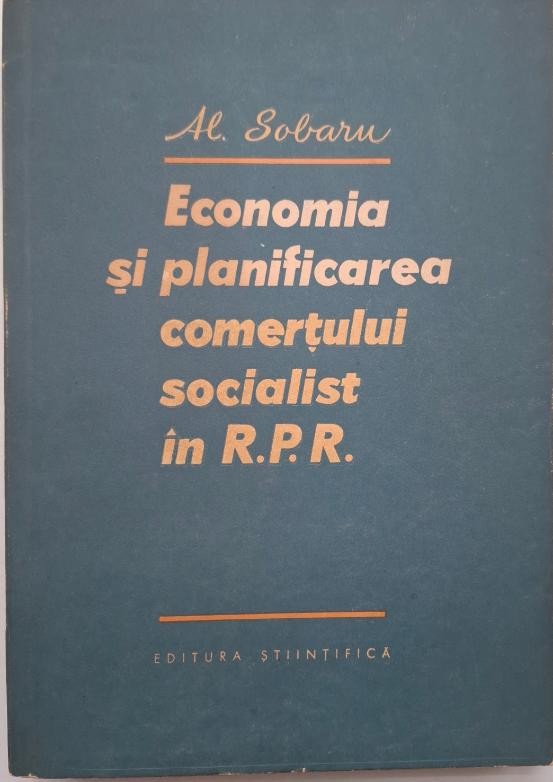 Al. Sobaru
Economia
și planificarea
comerțului
socialist
în R.P.R.
EDITURA ȘTIINȚIFICĂ